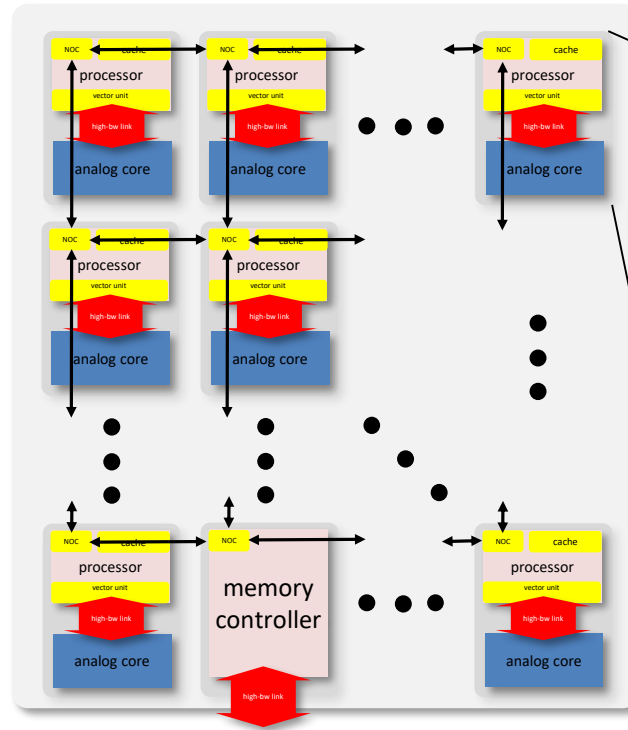 NOC cache NOC cache NOC cache
processor processor processor
vector unit vector unit vector unit
high-bw link high-bw link high-bw link
analog core analog core analog core
NOC cache NOC cache
processor processor
vector unit vector unit
high-bw link high-bw link
analog core analog core
NOC cache NOC NOC cache
processor memory controller processor
vector unit vector unit
high-bw link high-bw link
analog core analog core
high-bw link